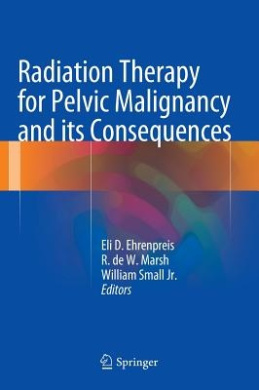 Radiation Therapy
for Pelvic Malignancy
and its Consequences
Eli D. Ehrenpreis
R. de W. Marsh
William Small Jr.
Editors
Springer